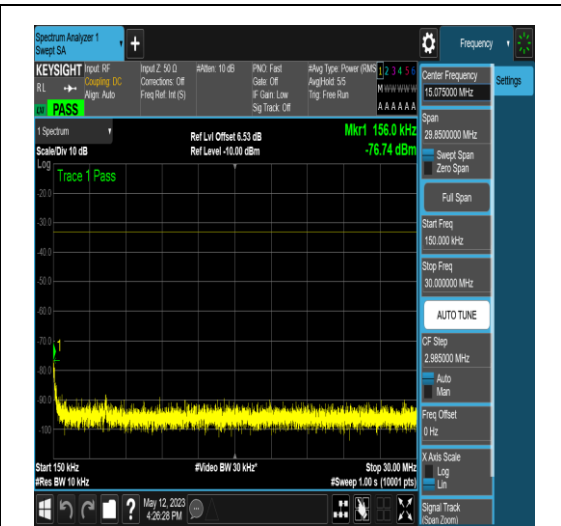 Spectrum Analyzer 1
Swept SA
+
Frequency
KEYSIGHT
RL
PASS
Input: RF
Coupling: DC
Align: Auto
Input Z: 50 Ω
Corrections: Off
Freq Ref: Int (S)
#Atten: 10 dB
PNO: Fast
Gate: Off
IF Gain: Low
Sig Track: Off
#Avg Type: Power (RMS
Avg|Hold: 5/5
Trig: Free Run
1 2 3 4 5 6
M W W W W W
A A A A A A
1 Spectrum
Scale/Div 10 dB
Ref Lvl Offset 6.53 dB
Ref Level -10.00 dBm
Mkr1 156.0 kHz
-76.74 dBm
Log
Trace 1 Pass
-20.0
-30.0
-40.0
-50.0
-60.0
-70.0
1
-80.0
-90.0
-100
Start 150 kHz
#Res BW 10 kHz
#Video BW 30 kHz*
Stop 30.00 MHz
#Sweep 1.00 s (10001 pts)
?
May 12, 2023
4:26:28 PM
Center Frequency
15.075000 MHz
Settings
Span
29.8500000 MHz
Swept Span
Zero Span
Full Span
Start Freq
150.000 kHz
Stop Freq
30.000000 MHz
AUTO TUNE
CF Step
2.985000 MHz
Auto
Man
Freq Offset
0 Hz
X Axis Scale
Log
Lin
Signal Track
(Span Zoom)